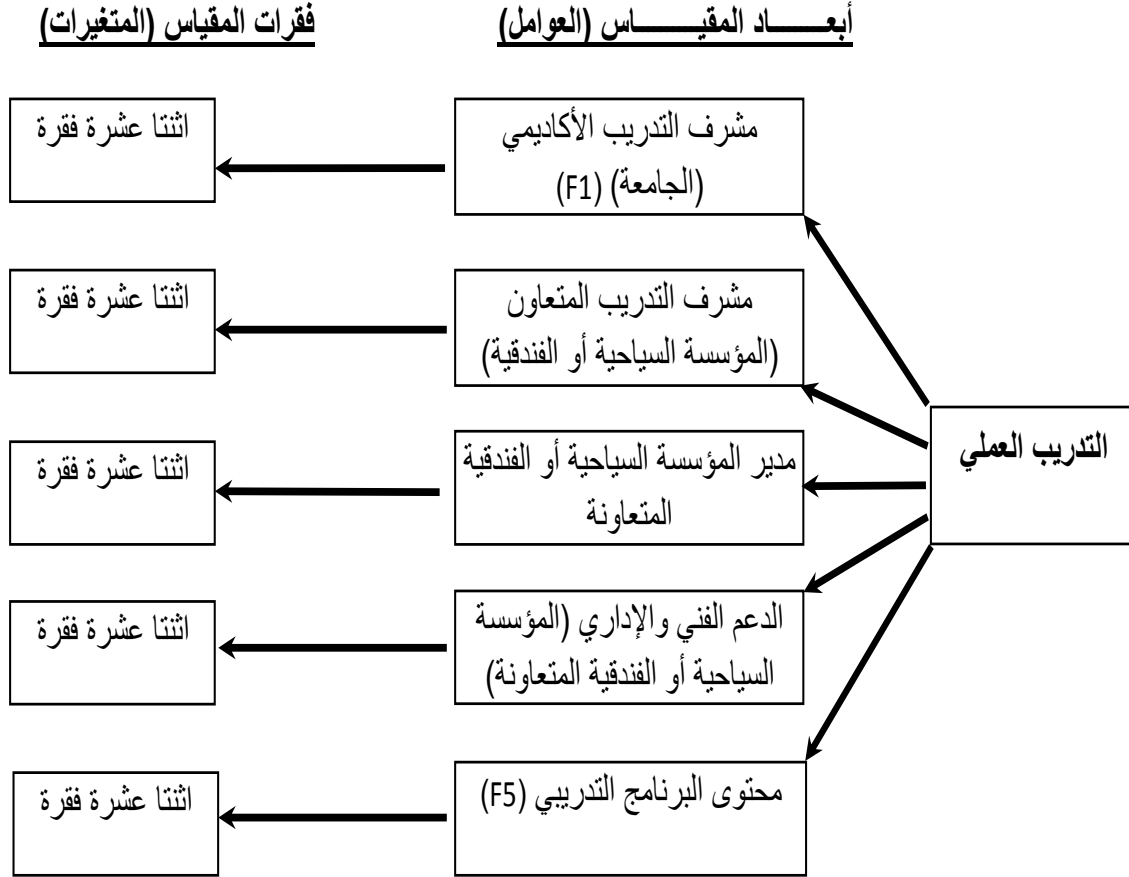 أبعـــــــاد المقيـــــــاس (العوامل)
فقرات المقياس (المتغيرات)
مشرف التدريب الأكاديمي
(الجامعة) (F1)
اثنتا عشرة فقرة
مشرف التدريب المتعاون
(المؤسسة السياحية أو الفندقية)
اثنتا عشرة فقرة
التدريب العملي
مدير المؤسسة السياحية أو الفندقية
المتعاونة
اثنتا عشرة فقرة
الدعم الفني والإداري (المؤسسة
السياحية أو الفندقية المتعاونة)
اثنتا عشرة فقرة
محتوى البرنامج التدريبي (F5)
اثنتا عشرة فقرة